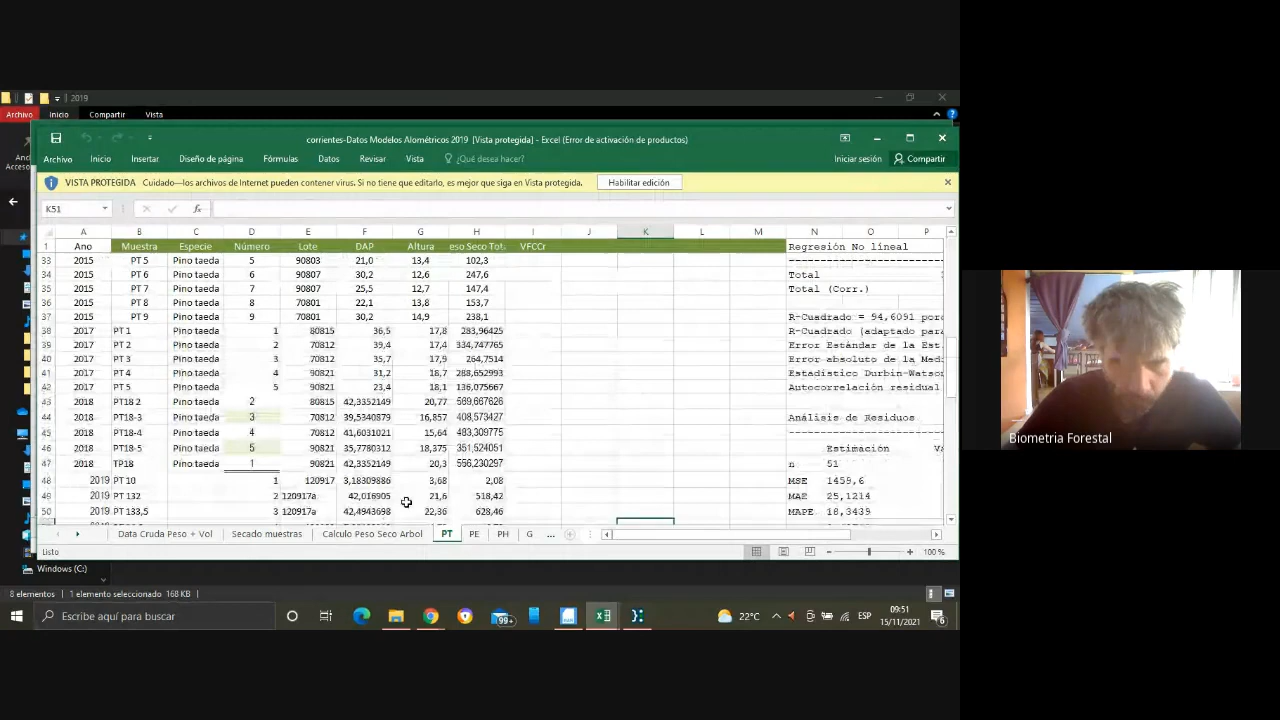 2019
Archivo Inicio Compartir Vista
corrientes-Datos Modelos Alométricos 2019 [Vista protegida] - Excel (Error de activación de productos)
Archivo Inicio Insertar Diseño de página Fórmulas Datos Revisar Vista ¿Qué desea hacer? Iniciar sesión Compartir
VISTA PROTEGIDA Cuidado—los archivos de Internet pueden contener virus. Si no tiene que editarlo, es mejor que siga en Vista protegida. Habilitar edición
K51 fx
A B C D E F G H I J K L M N O P
1 Ano Muestra Especie Número Lote DAP Altura eso Seco Tot VFCCr Regresión No lineal
33 2015 PT 5 Pino taeda 5 90803 21,0 13,4 102,3
34 2015 PT 6 Pino taeda 6 90807 30,2 12,6 247,6 Total
35 2015 PT 7 Pino taeda 7 90807 25,5 12,7 147,4 Total (Corr.)
36 2015 PT 8 Pino taeda 8 70801 22,1 13,8 153,7
37 2015 PT 9 Pino taeda 9 70801 30,2 14,9 238,1 R-Cuadrado = 94,6091 por
38 2017 PT 1 Pino taeda 1 80815 36,5 17,8 283,96425 R-Cuadrado (adaptado par
39 2017 PT 2 Pino taeda 2 70812 39,4 17,4 334,747765 Error Estándar de la Est
40 2017 PT 3 Pino taeda 3 70812 35,7 17,9 264,7514 Error absoluto de la Med
41 2017 PT 4 Pino taeda 4 90821 31,2 18,7 288,652993 Estadístico Durbin-Watso
42 2017 PT 5 Pino taeda 5 90821 23,4 18,1 136,075667 Autocorrelación residual
43 2018 PT18 2 Pino taeda 2 80815 42,3352149 20,77 569,667626
44 2018 PT18-3 Pino taeda 3 70812 39,5340879 16,857 408,573427 Análisis de Residuos
45 2018 PT18-4 Pino taeda 4 70812 41,6031021 15,64 483,309775
46 2018 PT18-5 Pino taeda 5 90821 35,7780312 18,375 351,524051 Estimación Va
47 2018 TP18 Pino taeda 1 90821 42,3352149 20,3 556,230297 n 51
48 2019 PT 10 1 120917 3,18309886 3,68 2,08 MSE 1459,6
49 2019 PT 132 2 120917a 42,016905 21,6 518,42 MAE 25,1214
50 2019 PT 133,5 3 120917a 42,4943698 22,36 628,46 MAPE 18,3439
Data Cruda Peso + Vol Secado muestras Calculo Peso Seco Arbol PT PE PH G ...
Listo 100 %
Windows (C:)
8 elementos 1 elemento seleccionado 168 KB
Escribe aquí para buscar 99+ 22°C ESP 09:51
15/11/2021 6
Biometria Forestal